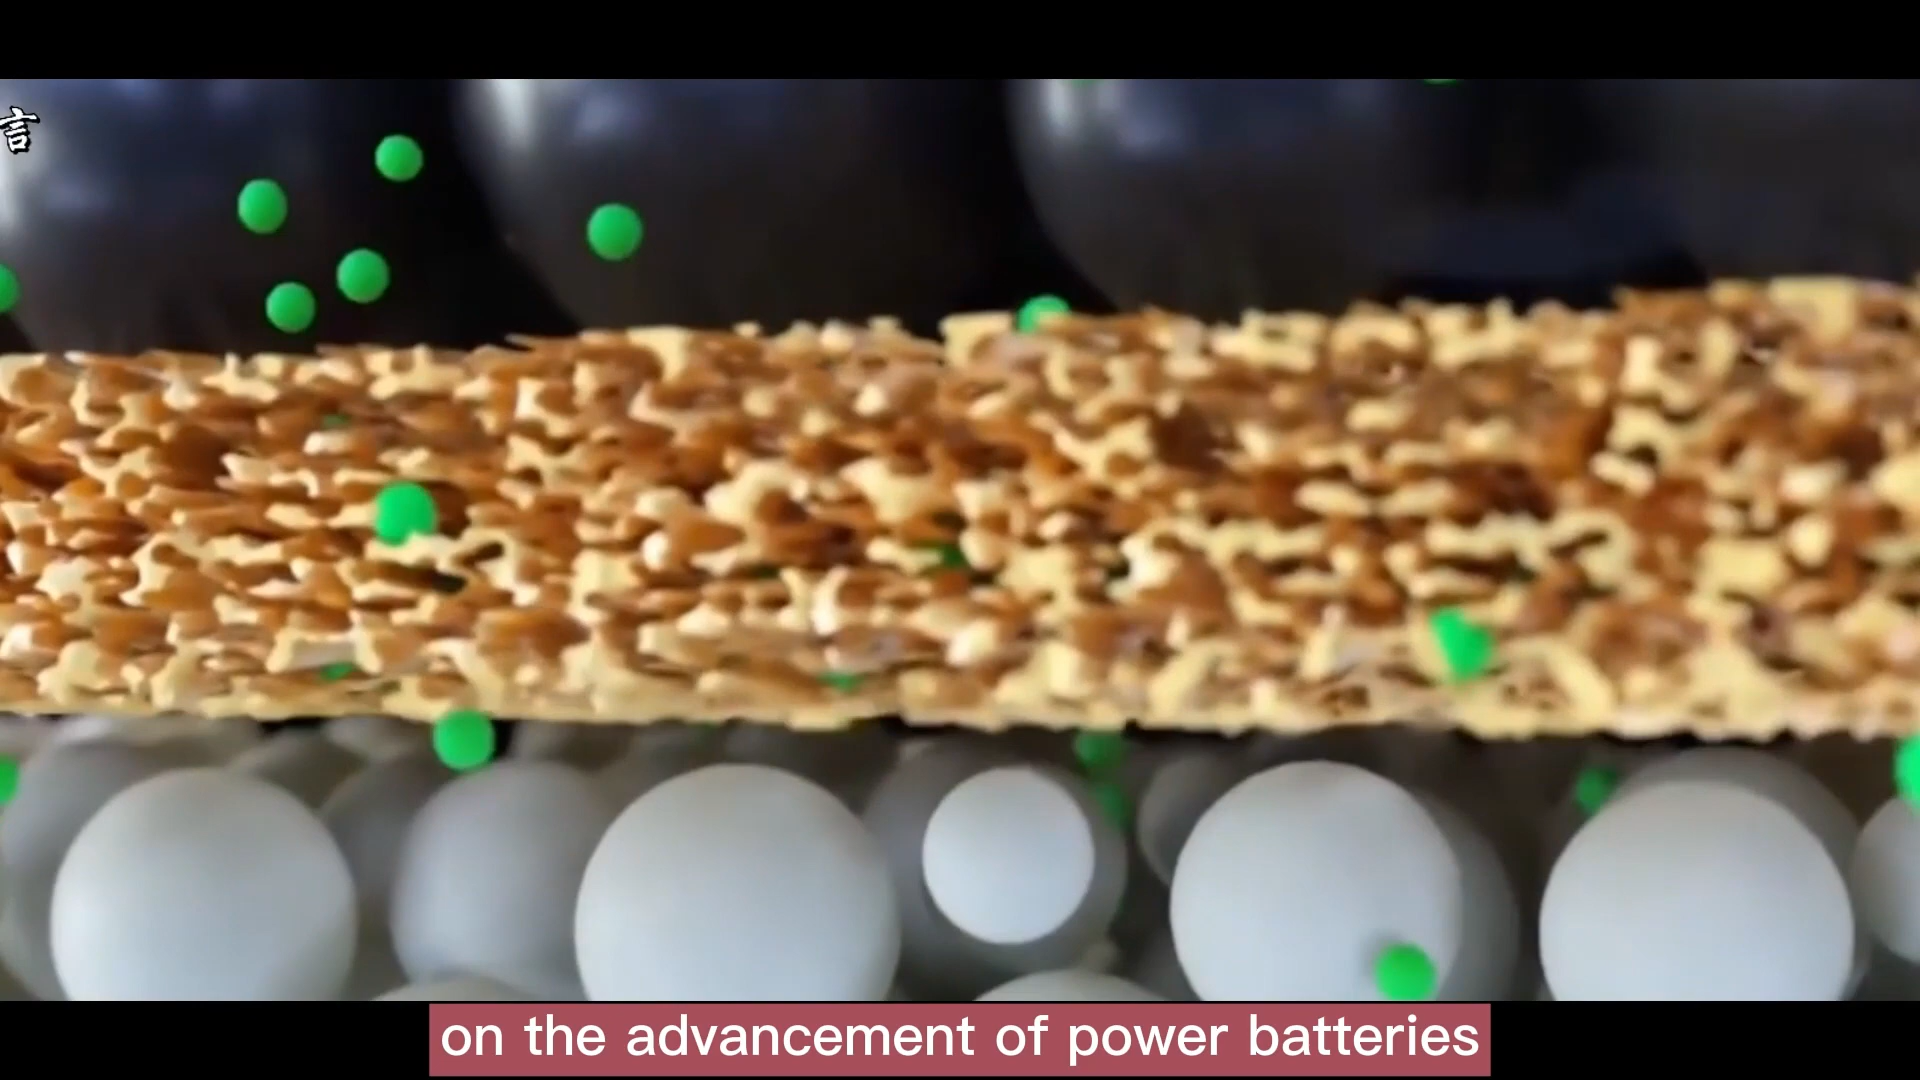 言
on the advancement of power batteries